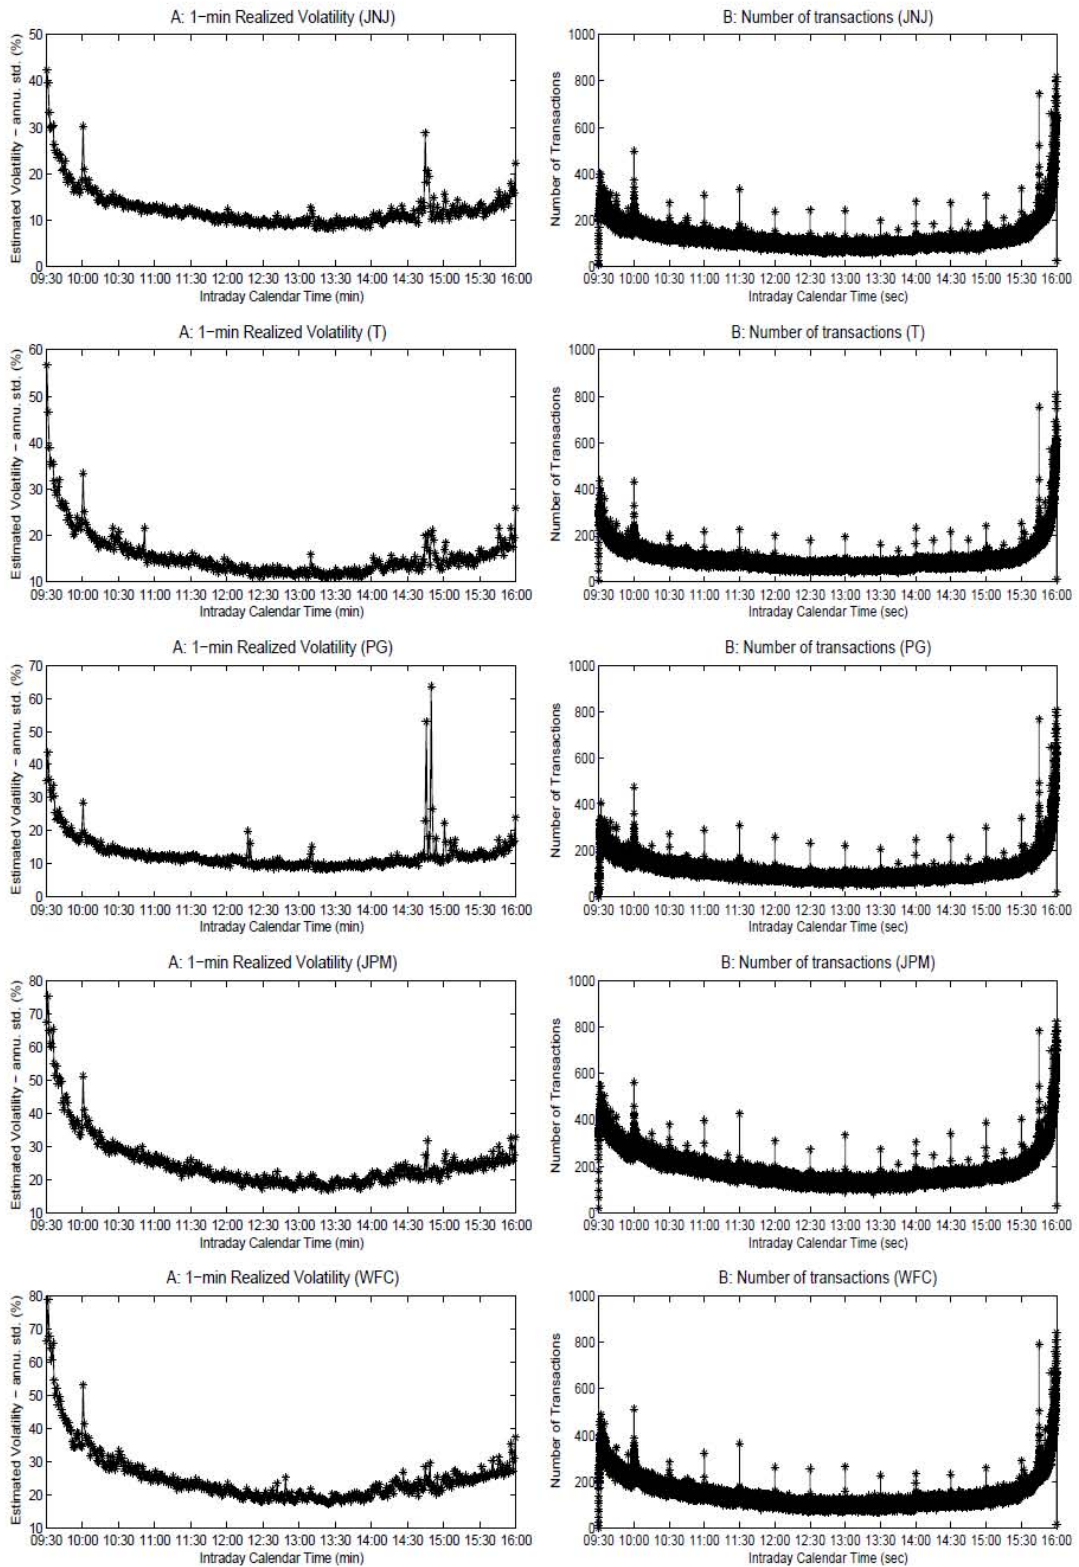 A: 1−min Realized Volatility (JNJ)
Estimated Volatility − annu. std. (%)
50
40
30
20
10
0
09:30 10:00 10:30 11:00 11:30 12:00 12:30 13:00 13:30 14:00 14:30 15:00 15:30 16:00
Intraday Calendar Time (min)
B: Number of transactions (JNJ)
Number of Transactions
1000
800
600
400
200
0
09:30 10:00 10:30 11:00 11:30 12:00 12:30 13:00 13:30 14:00 14:30 15:00 15:30 16:00
Intraday Calendar Time (sec)
A: 1−min Realized Volatility (T)
Estimated Volatility − annu. std. (%)
60
50
40
30
20
10
09:30 10:00 10:30 11:00 11:30 12:00 12:30 13:00 13:30 14:00 14:30 15:00 15:30 16:00
Intraday Calendar Time (min)
B: Number of transactions (T)
Number of Transactions
1000
800
600
400
200
0
09:30 10:00 10:30 11:00 11:30 12:00 12:30 13:00 13:30 14:00 14:30 15:00 15:30 16:00
Intraday Calendar Time (sec)
A: 1−min Realized Volatility (PG)
Estimated Volatility − annu. std. (%)
70
60
50
40
30
20
10
0
09:30 10:00 10:30 11:00 11:30 12:00 12:30 13:00 13:30 14:00 14:30 15:00 15:30 16:00
Intraday Calendar Time (min)
B: Number of transactions (PG)
Number of Transactions
1000
800
600
400
200
0
09:30 10:00 10:30 11:00 11:30 12:00 12:30 13:00 13:30 14:00 14:30 15:00 15:30 16:00
Intraday Calendar Time (sec)
A: 1−min Realized Volatility (JPM)
Estimated Volatility − annu. std. (%)
80
70
60
50
40
30
20
10
09:30 10:00 10:30 11:00 11:30 12:00 12:30 13:00 13:30 14:00 14:30 15:00 15:30 16:00
Intraday Calendar Time (min)
B: Number of transactions (JPM)
Number of Transactions
1000
800
600
400
200
0
09:30 10:00 10:30 11:00 11:30 12:00 12:30 13:00 13:30 14:00 14:30 15:00 15:30 16:00
Intraday Calendar Time (sec)
A: 1−min Realized Volatility (WFC)
Estimated Volatility − annu. std. (%)
80
70
60
50
40
30
20
10
09:30 10:00 10:30 11:00 11:30 12:00 12:30 13:00 13:30 14:00 14:30 15:00 15:30 16:00
Intraday Calendar Time (min)
B: Number of transactions (WFC)
Number of Transactions
1000
800
600
400
200
0
09:30 10:00 10:30 11:00 11:30 12:00 12:30 13:00 13:30 14:00 14:30 15:00 15:30 16:00
Intraday Calendar Time (sec)